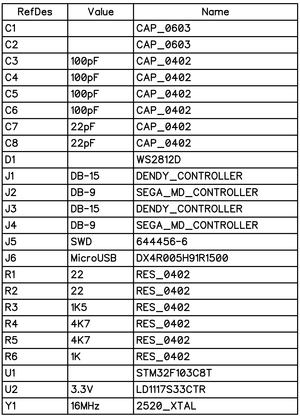 RefDes Value Name
C1 CAP_0603
C2 CAP_0603
C3 100pF CAP_0402
C4 100pF CAP_0402
C5 100pF CAP_0402
C6 100pF CAP_0402
C7 22pF CAP_0402
C8 22pF CAP_0402
D1 WS2812D
J1 DB-15 DENDY_CONTROLLER
J2 DB-9 SEGA_MD_CONTROLLER
J3 DB-15 DENDY_CONTROLLER
J4 DB-9 SEGA_MD_CONTROLLER
J5 SWD 644456-6
J6 MicroUSB DX4R005H91R1500
R1 22 RES_0402
R2 22 RES_0402
R3 1K5 RES_0402
R4 4K7 RES_0402
R5 4K7 RES_0402
R6 1K RES_0402
U1 STM32F103C8T
U2 3.3V LD1117S33CTR
Y1 16MHz 2520_XTAL